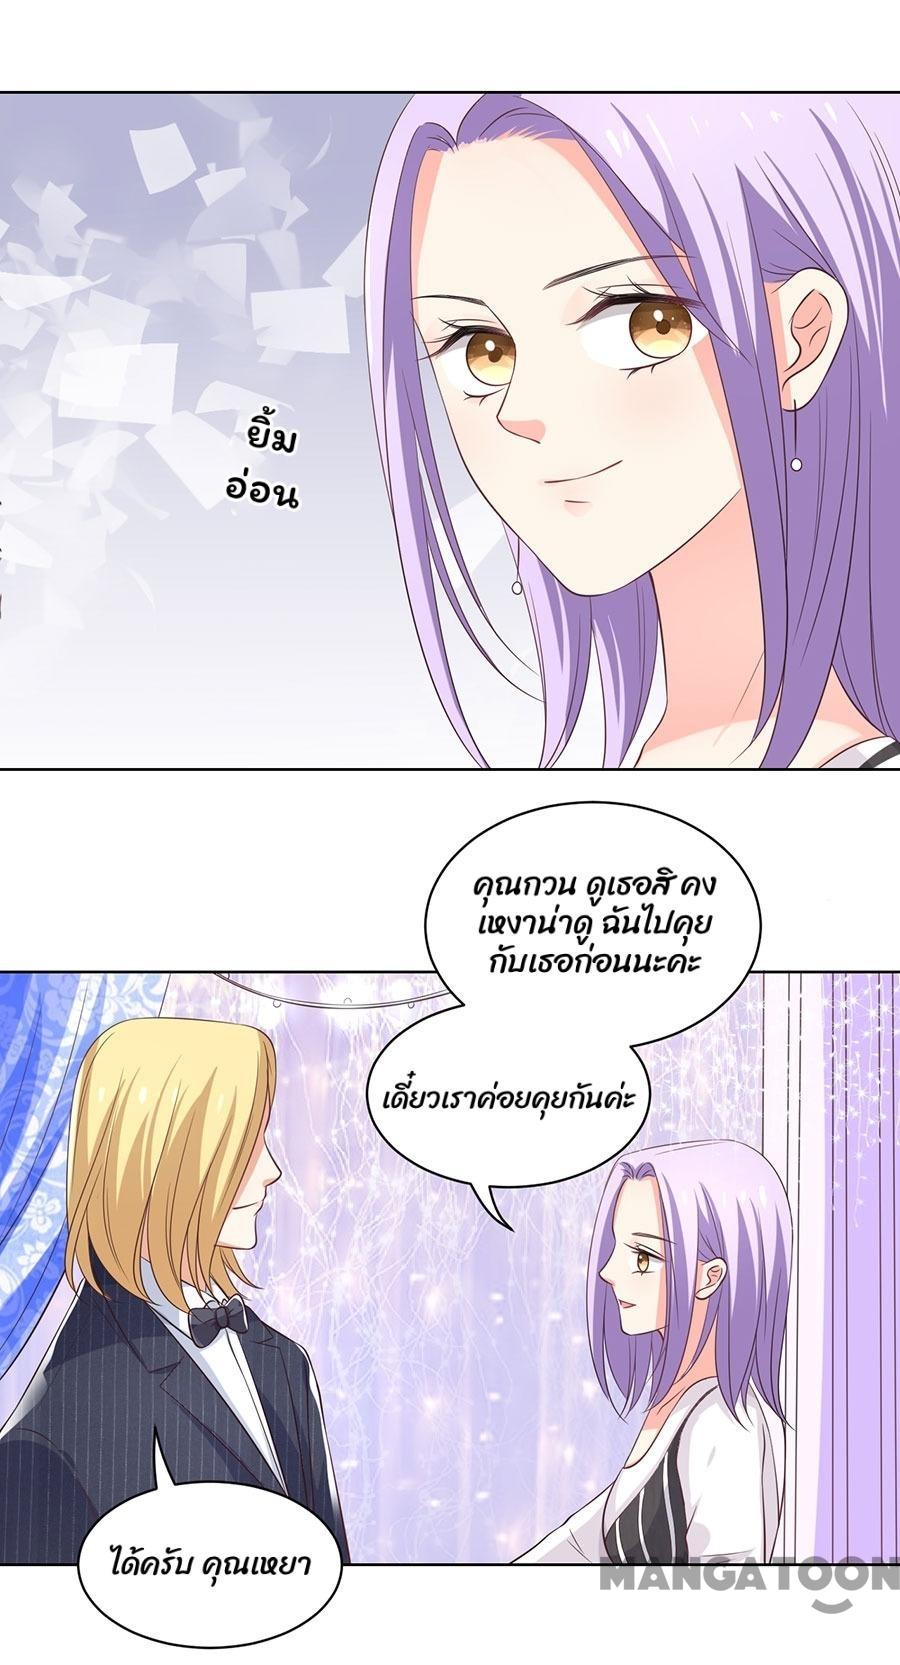 ยิ้ม
อ่อน
คุณกวน ดูเธอสิ คง
เหงาน่าดู ฉันไปคุย
กับเธอก่อนนะคะ
เดี๋ยวเราค่อยคุยกันค่ะ
ได้ครับ คุณเหยา
MANGATOON